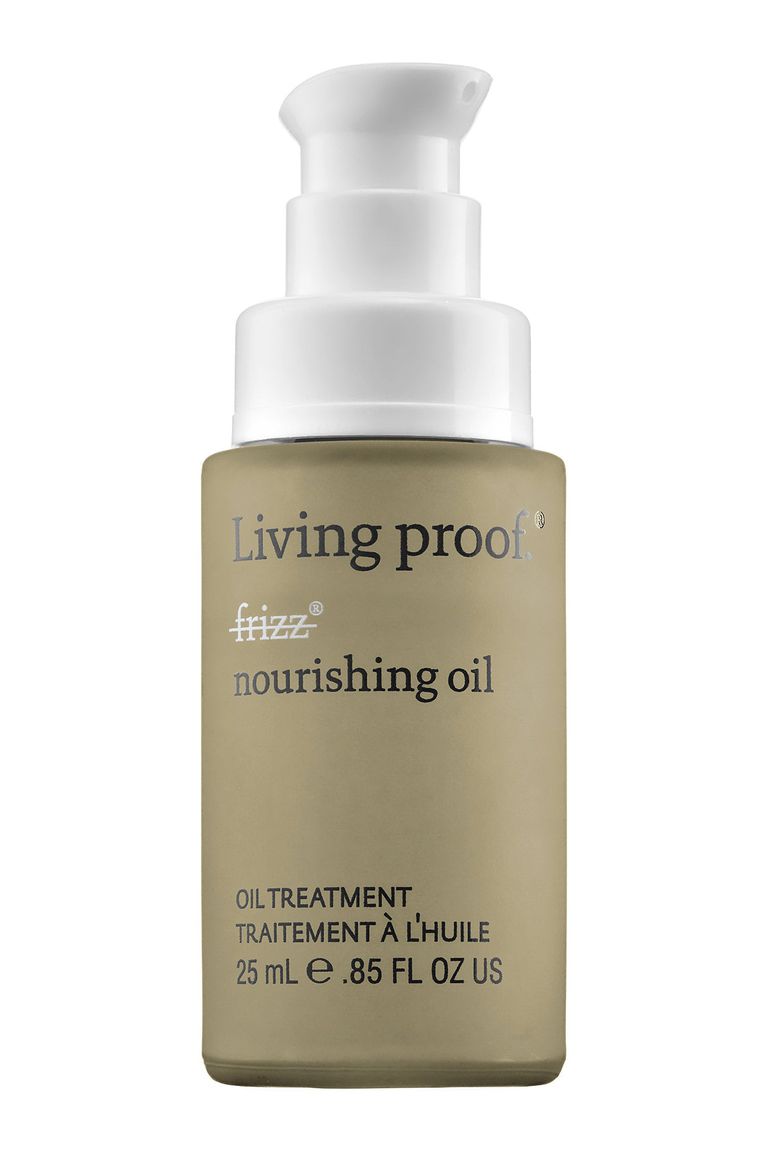 Living proof.®
frizz®
nourishing oil
OIL TREATMENT
TRAITEMENT À L'HUILE
25 mL ℮ .85 FL OZ US